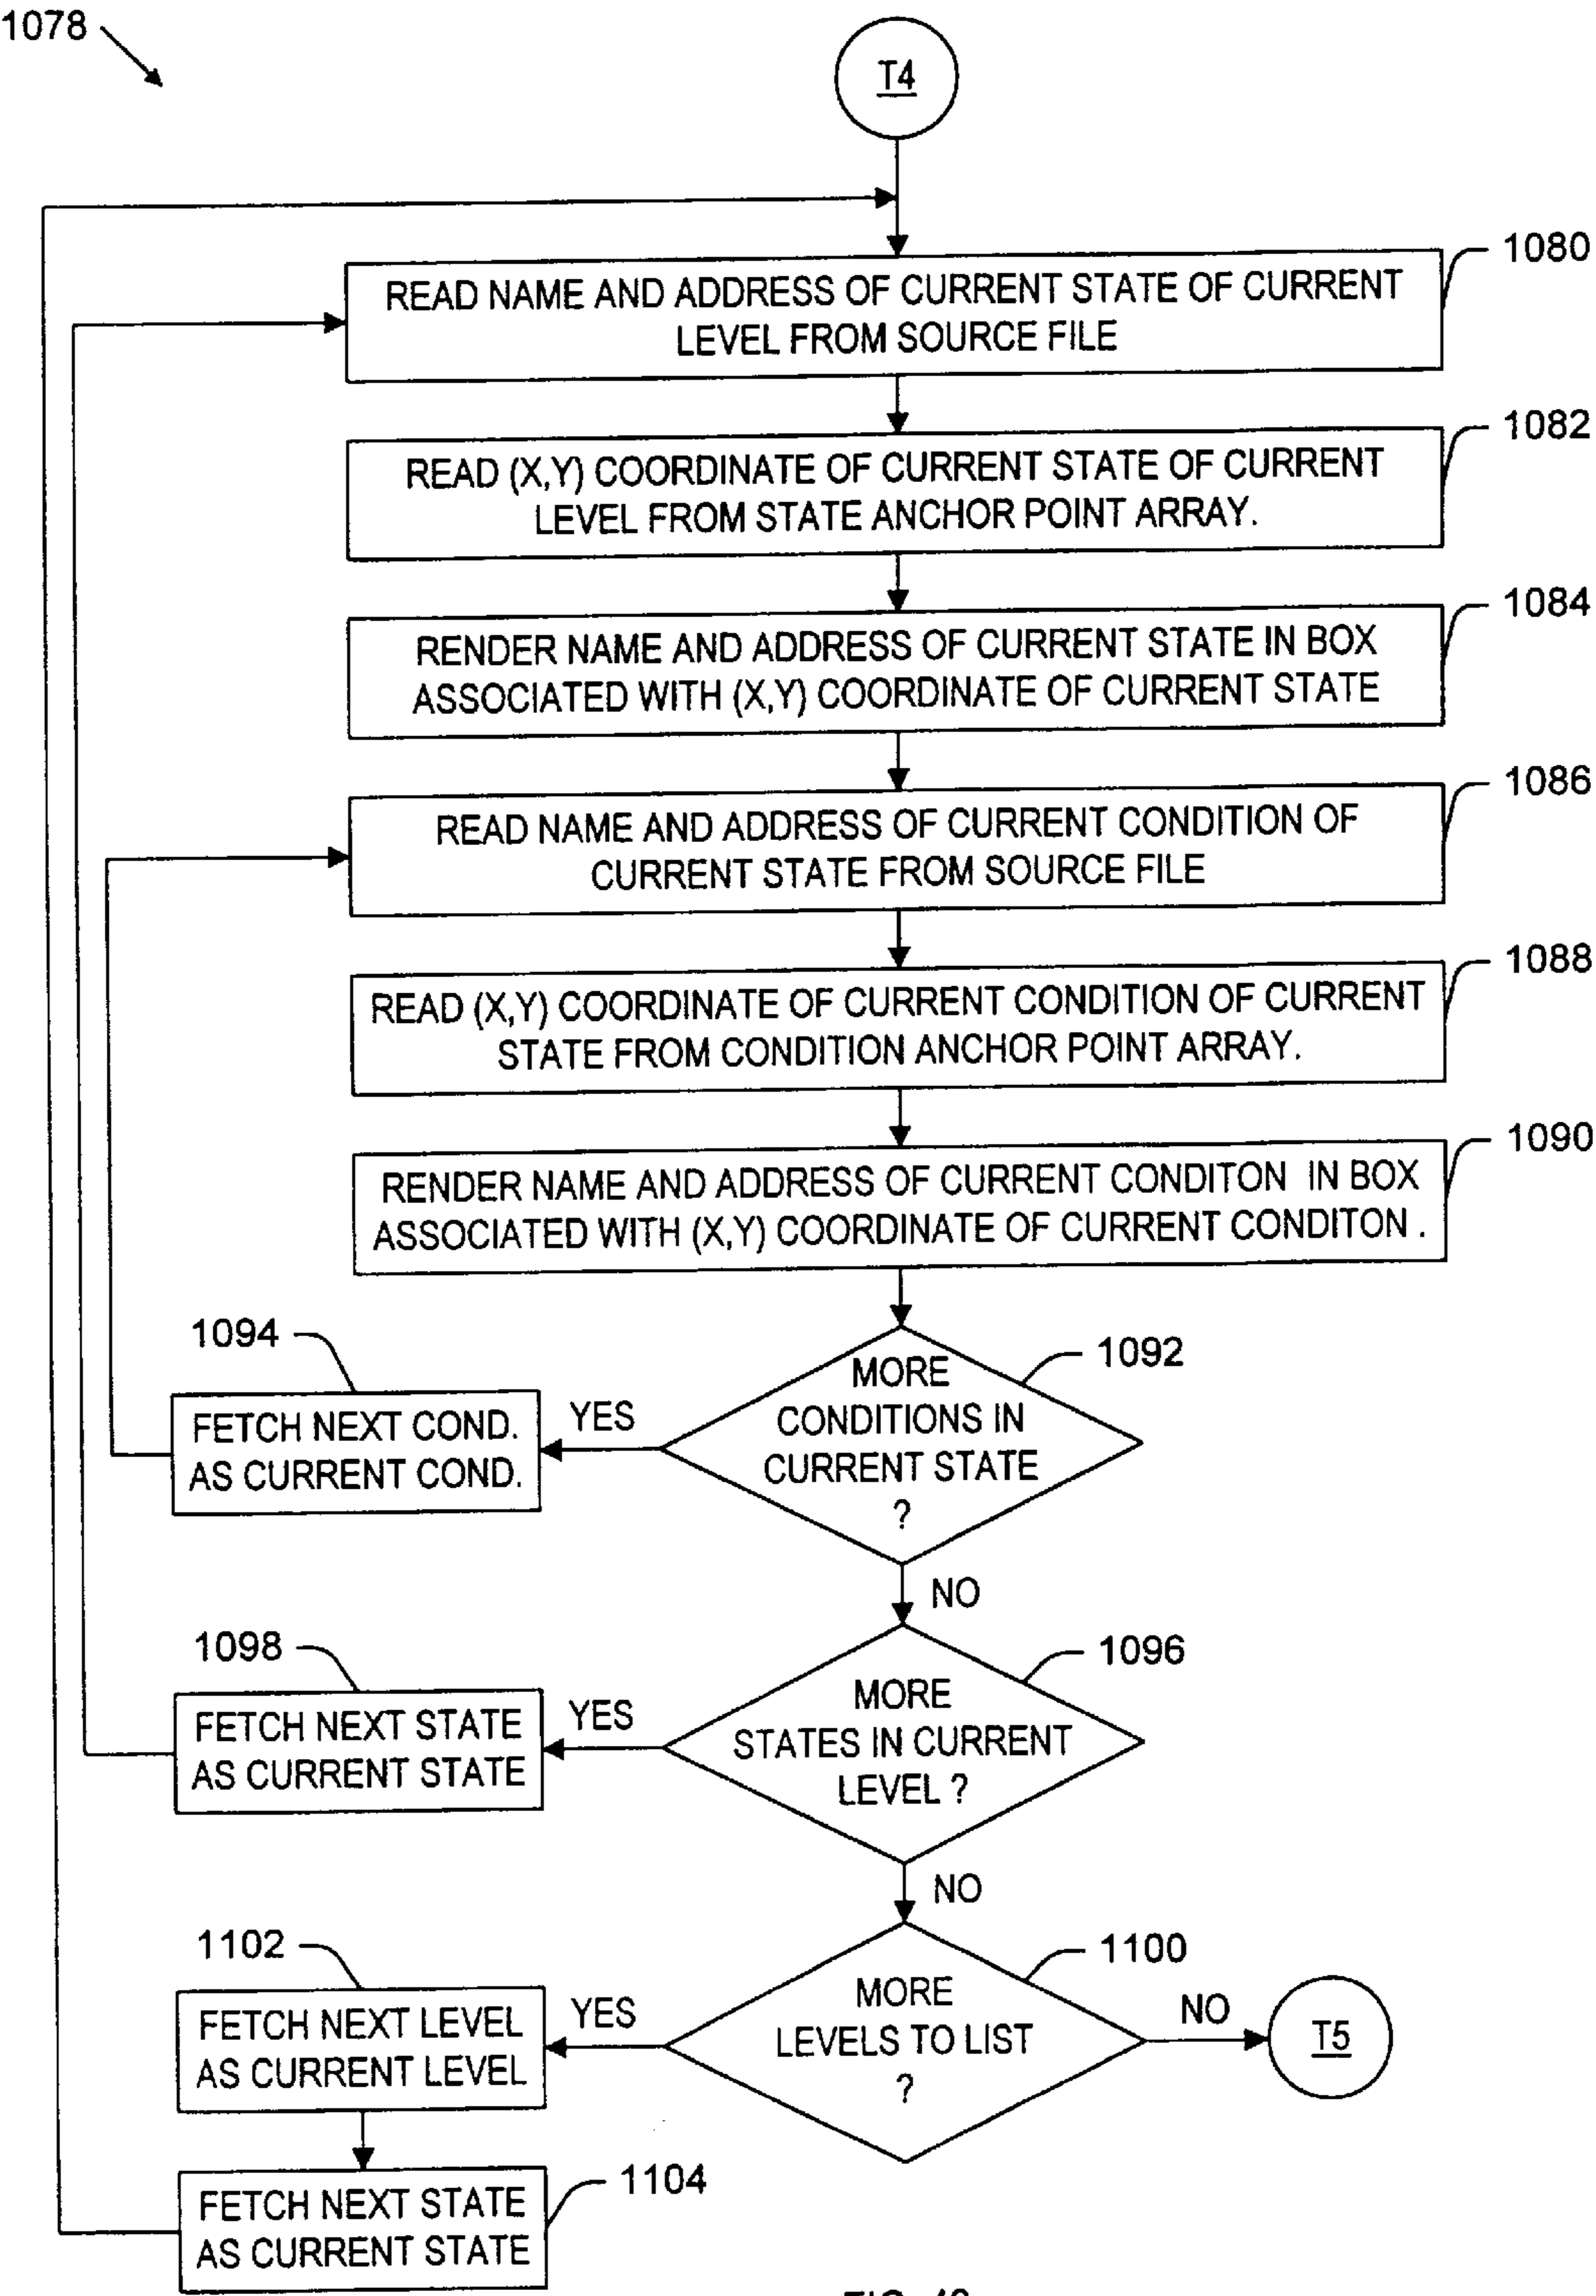 1078
T4
1080
READ NAME AND ADDRESS OF CURRENT STATE OF CURRENT
LEVEL FROM SOURCE FILE
1082
READ (X,Y) COORDINATE OF CURRENT STATE OF CURRENT
LEVEL FROM STATE ANCHOR POINT ARRAY.
1084
RENDER NAME AND ADDRESS OF CURRENT STATE IN BOX
ASSOCIATED WITH (X,Y) COORDINATE OF CURRENT STATE
1086
READ NAME AND ADDRESS OF CURRENT CONDITION OF
CURRENT STATE FROM SOURCE FILE
1088
READ (X,Y) COORDINATE OF CURRENT CONDITION OF CURRENT
STATE FROM CONDITION ANCHOR POINT ARRAY.
1090
RENDER NAME AND ADDRESS OF CURRENT CONDITON IN BOX
ASSOCIATED WITH (X,Y) COORDINATE OF CURRENT CONDITON .
1094
FETCH NEXT COND.
AS CURRENT COND.
YES
1092
MORE
CONDITIONS IN
CURRENT STATE
?
NO
1098
FETCH NEXT STATE
AS CURRENT STATE
YES
1096
MORE
STATES IN CURRENT
LEVEL ?
NO
1102
FETCH NEXT LEVEL
AS CURRENT LEVEL
YES
1100
MORE
LEVELS TO LIST
?
NO
T5
1104
FETCH NEXT STATE
AS CURRENT STATE